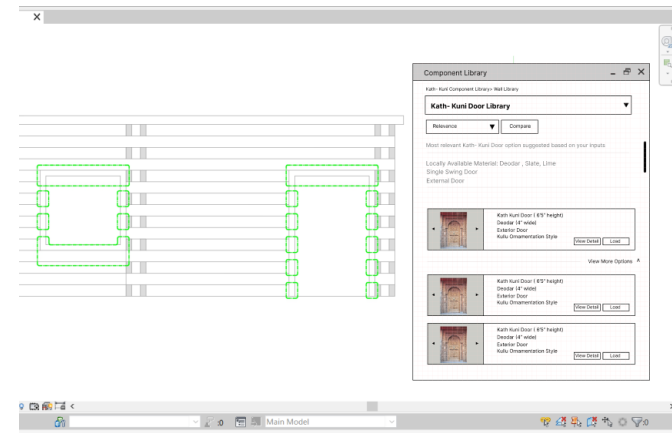 Component Library
Kath- Kuni Component Library> Wall Library
Kath- Kuni Door Library
Relevance
Compare
Most relevant Kath- Kuni Door option suggested based on your inputs
Locally Available Material: Deodar , Slate, Lime
Single Swing Door
External Door
Kath Kuni Door ( 6'5" height)
Deodar (4" wide)
Exterior Door
Kullu Ornamentation Style
View Detail
Load
View More Options
Kath Kuni Door ( 6'5" height)
Deodar (4" wide)
Exterior Door
Kullu Ornamentation Style
View Detail
Load
Kath Kuni Door ( 6'5" height)
Deodar (4" wide)
Exterior Door
Kullu Ornamentation Style
View Detail
Load
:0
Main Model
:0